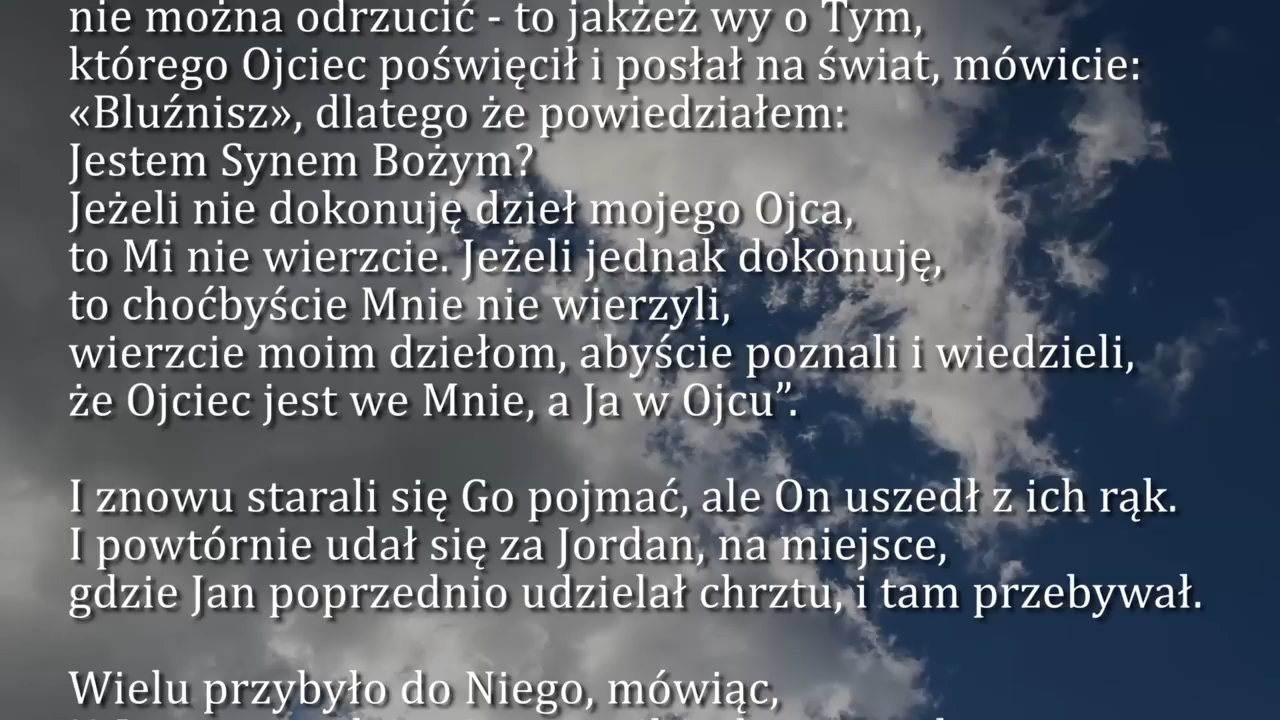 nie można odrzucić - to jakżeż wy o Tym,
którego Ojciec poświęcił i posłał na świat, mówicie:
«Bluźnisz», dlatego że powiedziałem:
Jestem Synem Bożym?
Jeżeli nie dokonuję dzieł mojego Ojca,
to Mi nie wierzcie. Jeżeli jednak dokonuję,
to choćbyście Mnie nie wierzyli,
wierzcie moim dziełom, abyście poznali i wiedzieli,
że Ojciec jest we Mnie, a Ja w Ojcu”.
I znowu starali się Go pojmać, ale On uszedł z ich rąk.
I powtórnie udał się za Jordan, na miejsce,
gdzie Jan poprzednio udzielał chrztu, i tam przebywał.
Wielu przybyło do Niego, mówiąc,